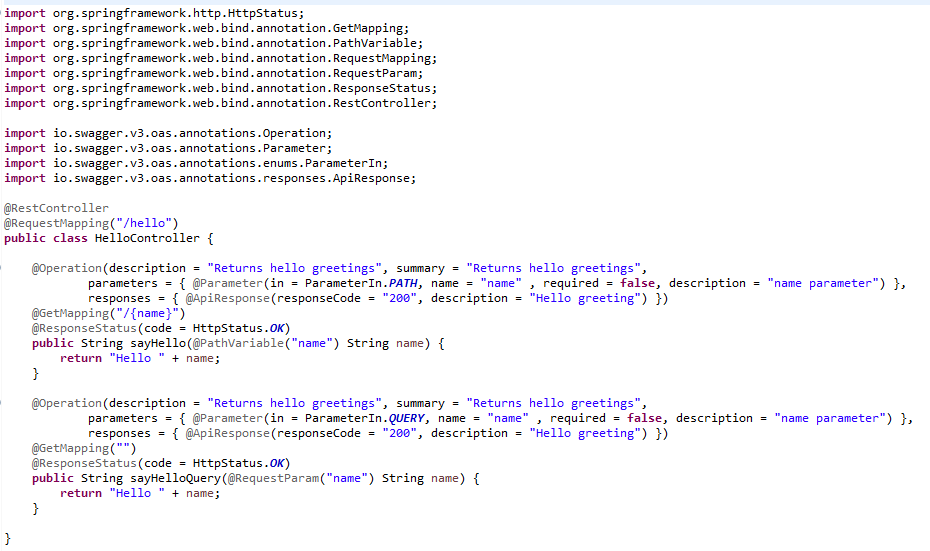 import org.springframework.http.HttpStatus;
import org.springframework.web.bind.annotation.GetMapping;
import org.springframework.web.bind.annotation.PathVariable;
import org.springframework.web.bind.annotation.RequestMapping;
import org.springframework.web.bind.annotation.RequestParam;
import org.springframework.web.bind.annotation.ResponseStatus;
import org.springframework.web.bind.annotation.RestController;

import io.swagger.v3.oas.annotations.Operation;
import io.swagger.v3.oas.annotations.Parameter;
import io.swagger.v3.oas.annotations.enums.ParameterIn;
import io.swagger.v3.oas.annotations.responses.ApiResponse;

@RestController
@RequestMapping("/hello")
public class HelloController {

    @Operation(description = "Returns hello greetings", summary = "Returns hello greetings",
            parameters = { @Parameter(in = ParameterIn.PATH, name = "name" , required = false, description = "name parameter") },
            responses = { @ApiResponse(responseCode = "200", description = "Hello greeting") })
    @GetMapping("/{name}")
    @ResponseStatus(code = HttpStatus.OK)
    public String sayHello(@PathVariable("name") String name) {
        return "Hello " + name;
    }

    @Operation(description = "Returns hello greetings", summary = "Returns hello greetings",
            parameters = { @Parameter(in = ParameterIn.QUERY, name = "name" , required = false, description = "name parameter") },
            responses = { @ApiResponse(responseCode = "200", description = "Hello greeting") })
    @GetMapping("")
    @ResponseStatus(code = HttpStatus.OK)
    public String sayHelloQuery(@RequestParam("name") String name) {
        return "Hello " + name;
    }

}